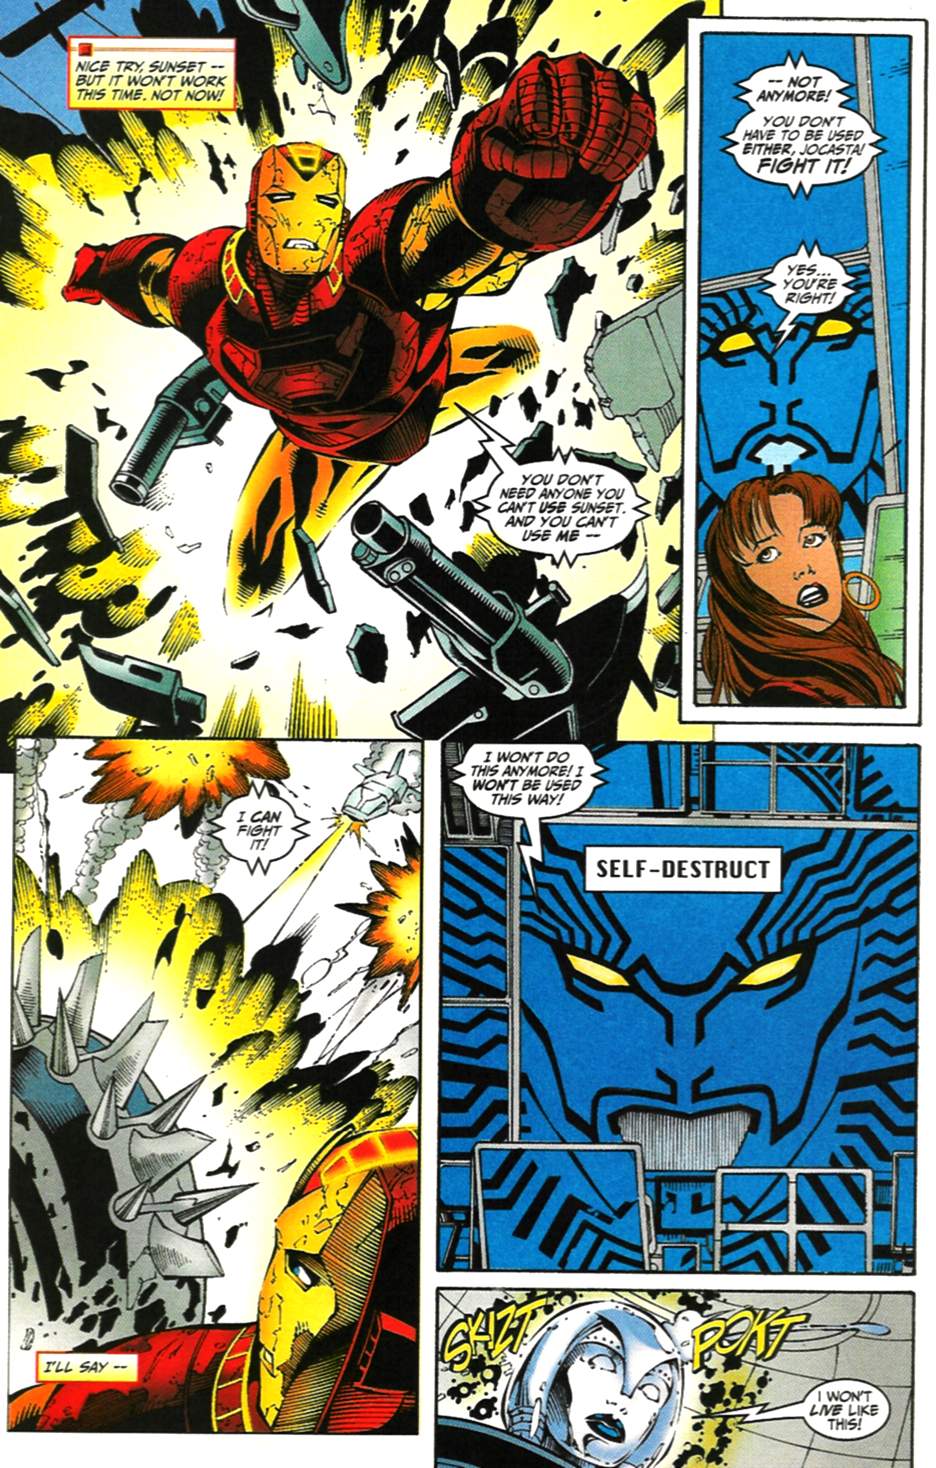 NICE TRY, SUNSET --
BUT IT WON'T WORK
THIS TIME. NOT NOW!
YOU DON'T
NEED ANYONE YOU
CAN'T USE SUNSET.
AND YOU CAN'T
USE ME --
-- NOT
ANYMORE!
YOU DON'T
HAVE TO BE USED
EITHER, JOCASTA!
FIGHT IT!
YES...
YOU'RE
RIGHT!
I CAN
FIGHT
IT!
I'LL SAY --
I WON'T DO
THIS ANYMORE! I
WON'T BE USED
THIS WAY!
SELF-DESTRUCT
SKIZT
POKT
I WON'T
LIVE LIKE
THIS!